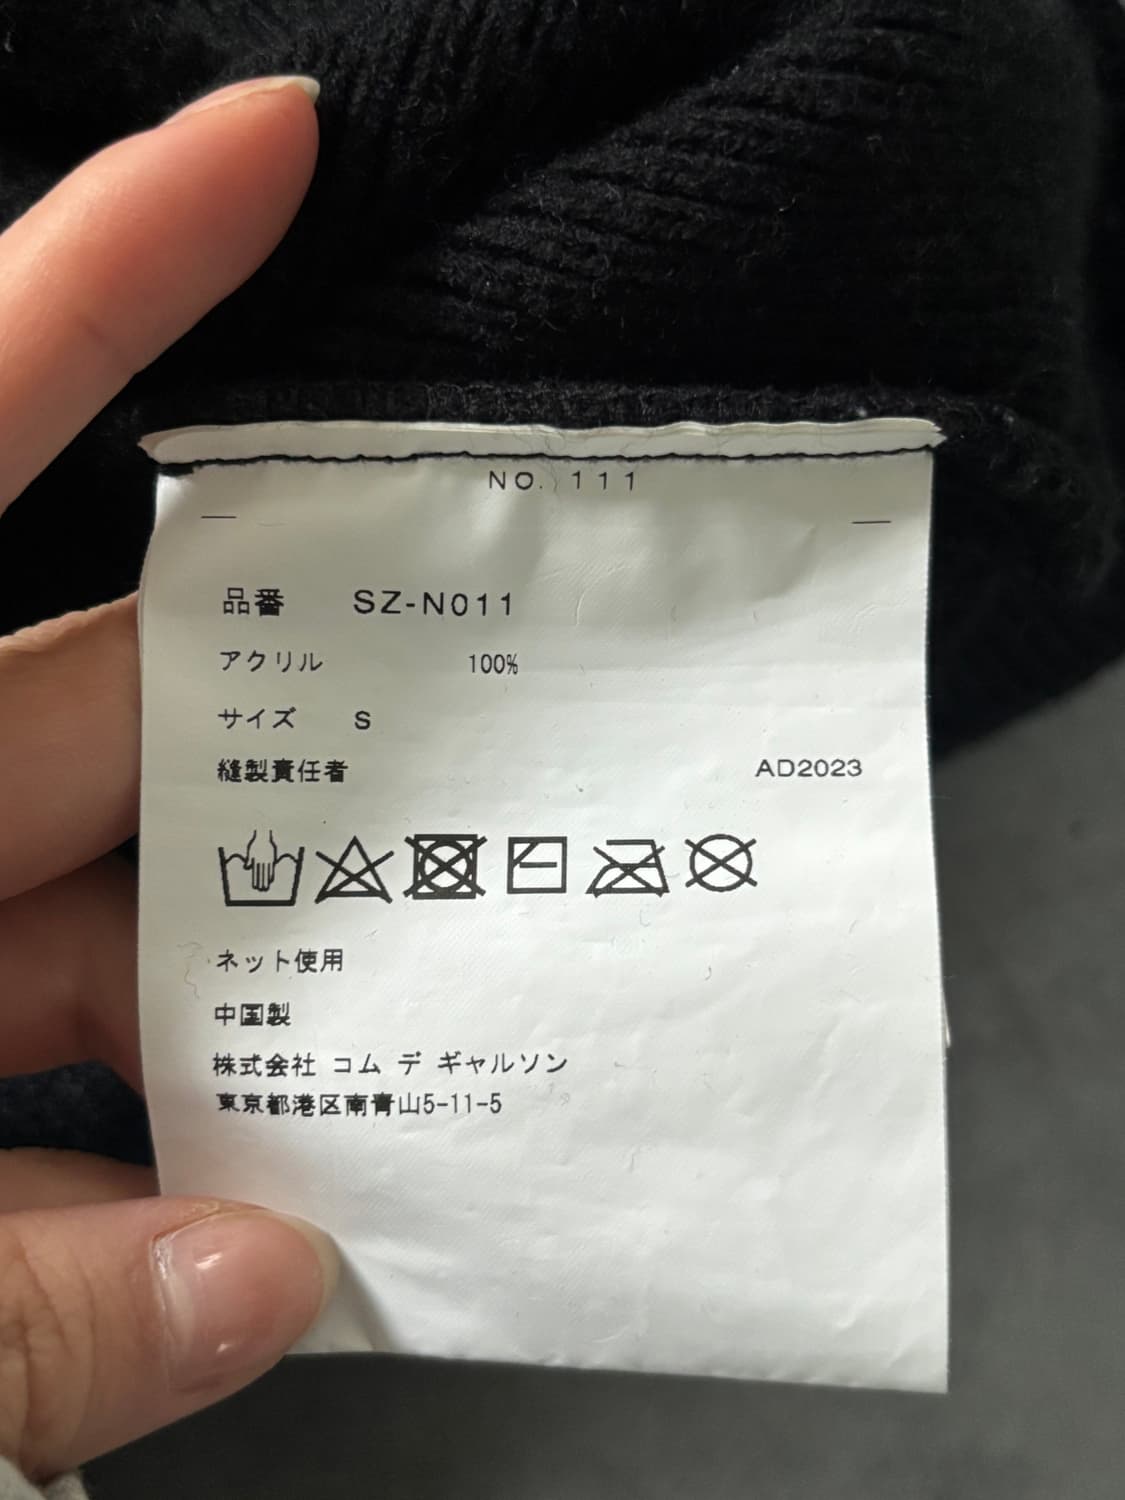 NO. 111
品番 SZ-N011
アクリル 100%
サイズ S
縫製責任者 AD2023
ネット使用
中国製
株式会社 コム デ ギャルソン
東京都港区南青山5-11-5